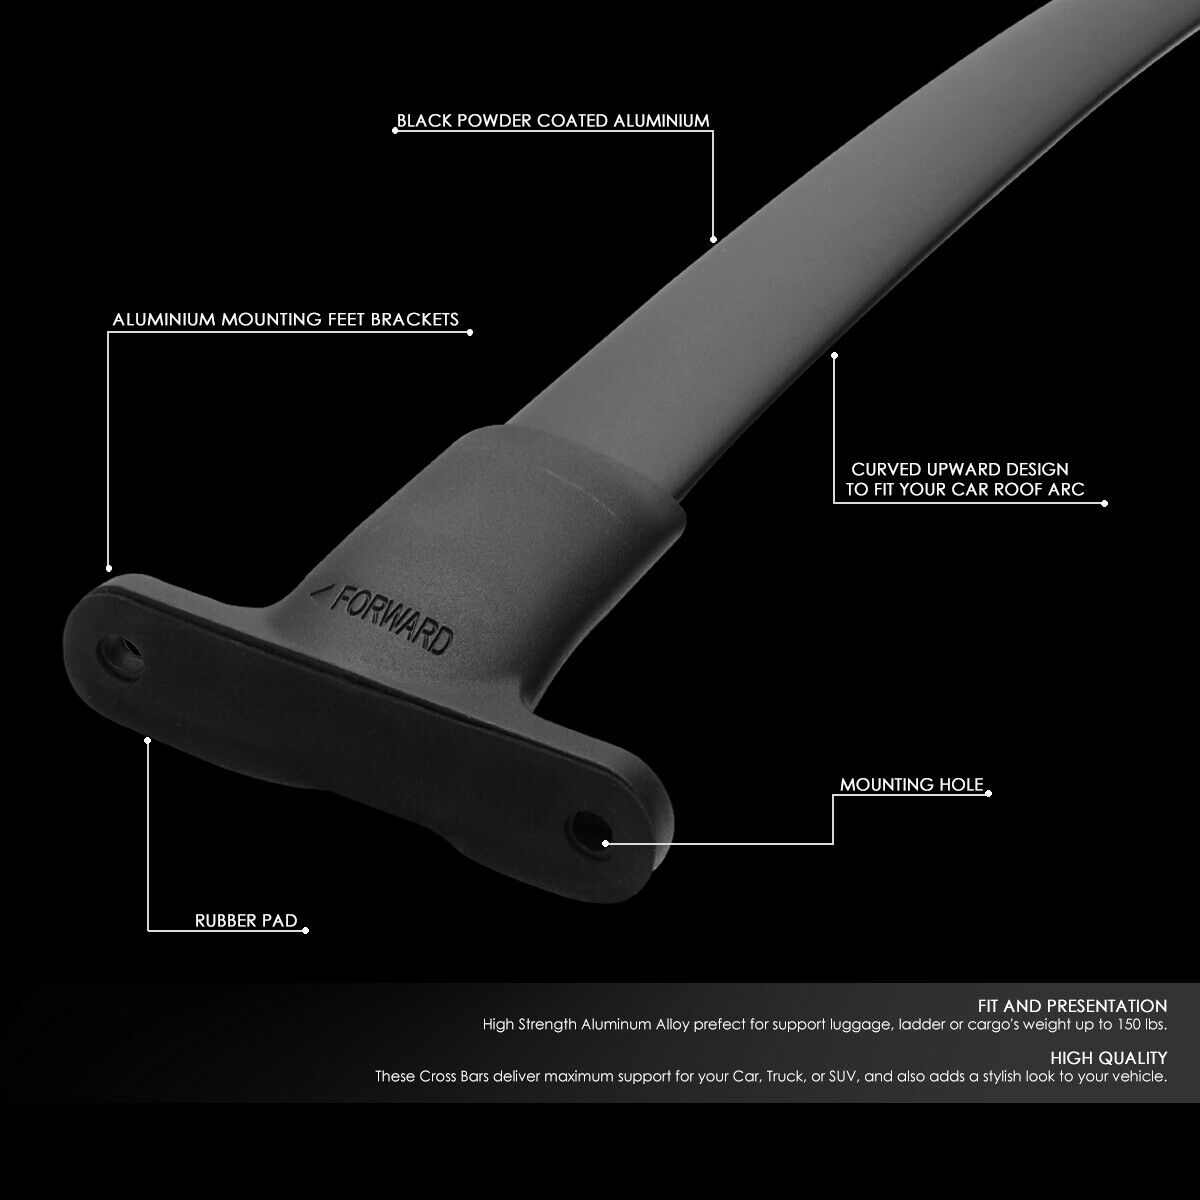 BLACK POWDER COATED ALUMINIUM
ALUMINIUM MOUNTING FEET BRACKETS
CURVED UPWARD DESIGN
TO FIT YOUR CAR ROOF ARC
FORWARD
MOUNTING HOLE
RUBBER PAD
FIT AND PRESENTATION
High Strength Aluminum Alloy prefect for support luggage, ladder or cargo's weight up to 150 lbs.
HIGH QUALITY
These Cross Bars deliver maximum support for your Car, Truck, or SUV, and also adds a stylish look to your vehicle.